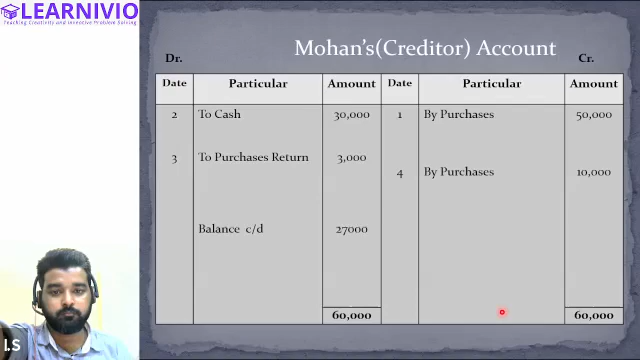 LEARNIVIO
Teaching Creativity and Inventive Problem Solving
Mohan's(Creditor) Account
Dr. Cr.
Date Particular Amount Date Particular Amount
2 To Cash 30,000 1 By Purchases 50,000
3 To Purchases Return 3,000
4 By Purchases 10,000
Balance c/d 27000
60,000 60,000
I.S